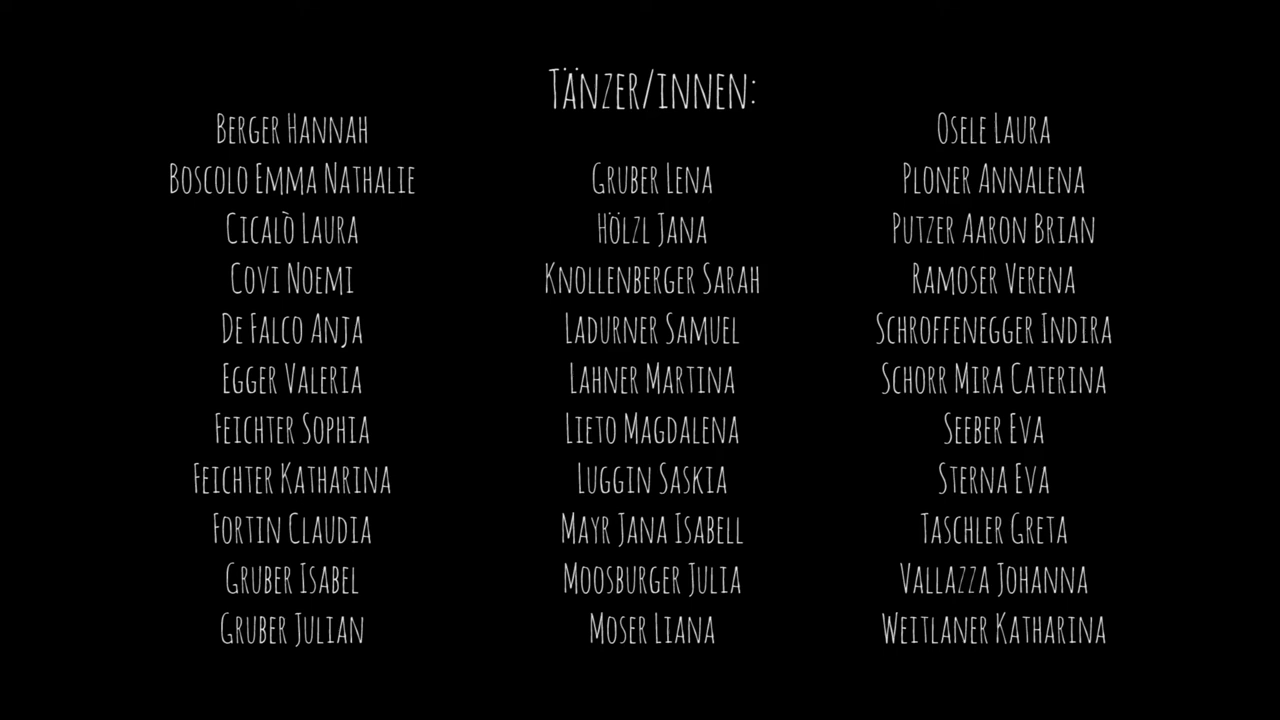 Tänzer/innen:
Berger Hannah
Boscolo Emma Nathalie
Cicalò Laura
Covi Noemi
De Falco Anja
Egger Valeria
Feichter Sophia
Feichter Katharina
Fortin Claudia
Gruber Isabel
Gruber Julian
Gruber Lena
Hölzl Jana
Knollenberger Sarah
Ladurner Samuel
Lahner Martina
Lieto Magdalena
Luggin Saskia
Mayr Jana Isabell
Moosburger Julia
Moser Liana
Osele Laura
Ploner Annalena
Putzer Aaron Brian
Ramoser Verena
Schroffenegger Indira
Schorr Mira Caterina
Seeber Eva
Sterna Eva
Taschler Greta
Vallazza Johanna
Weitlaner Katharina